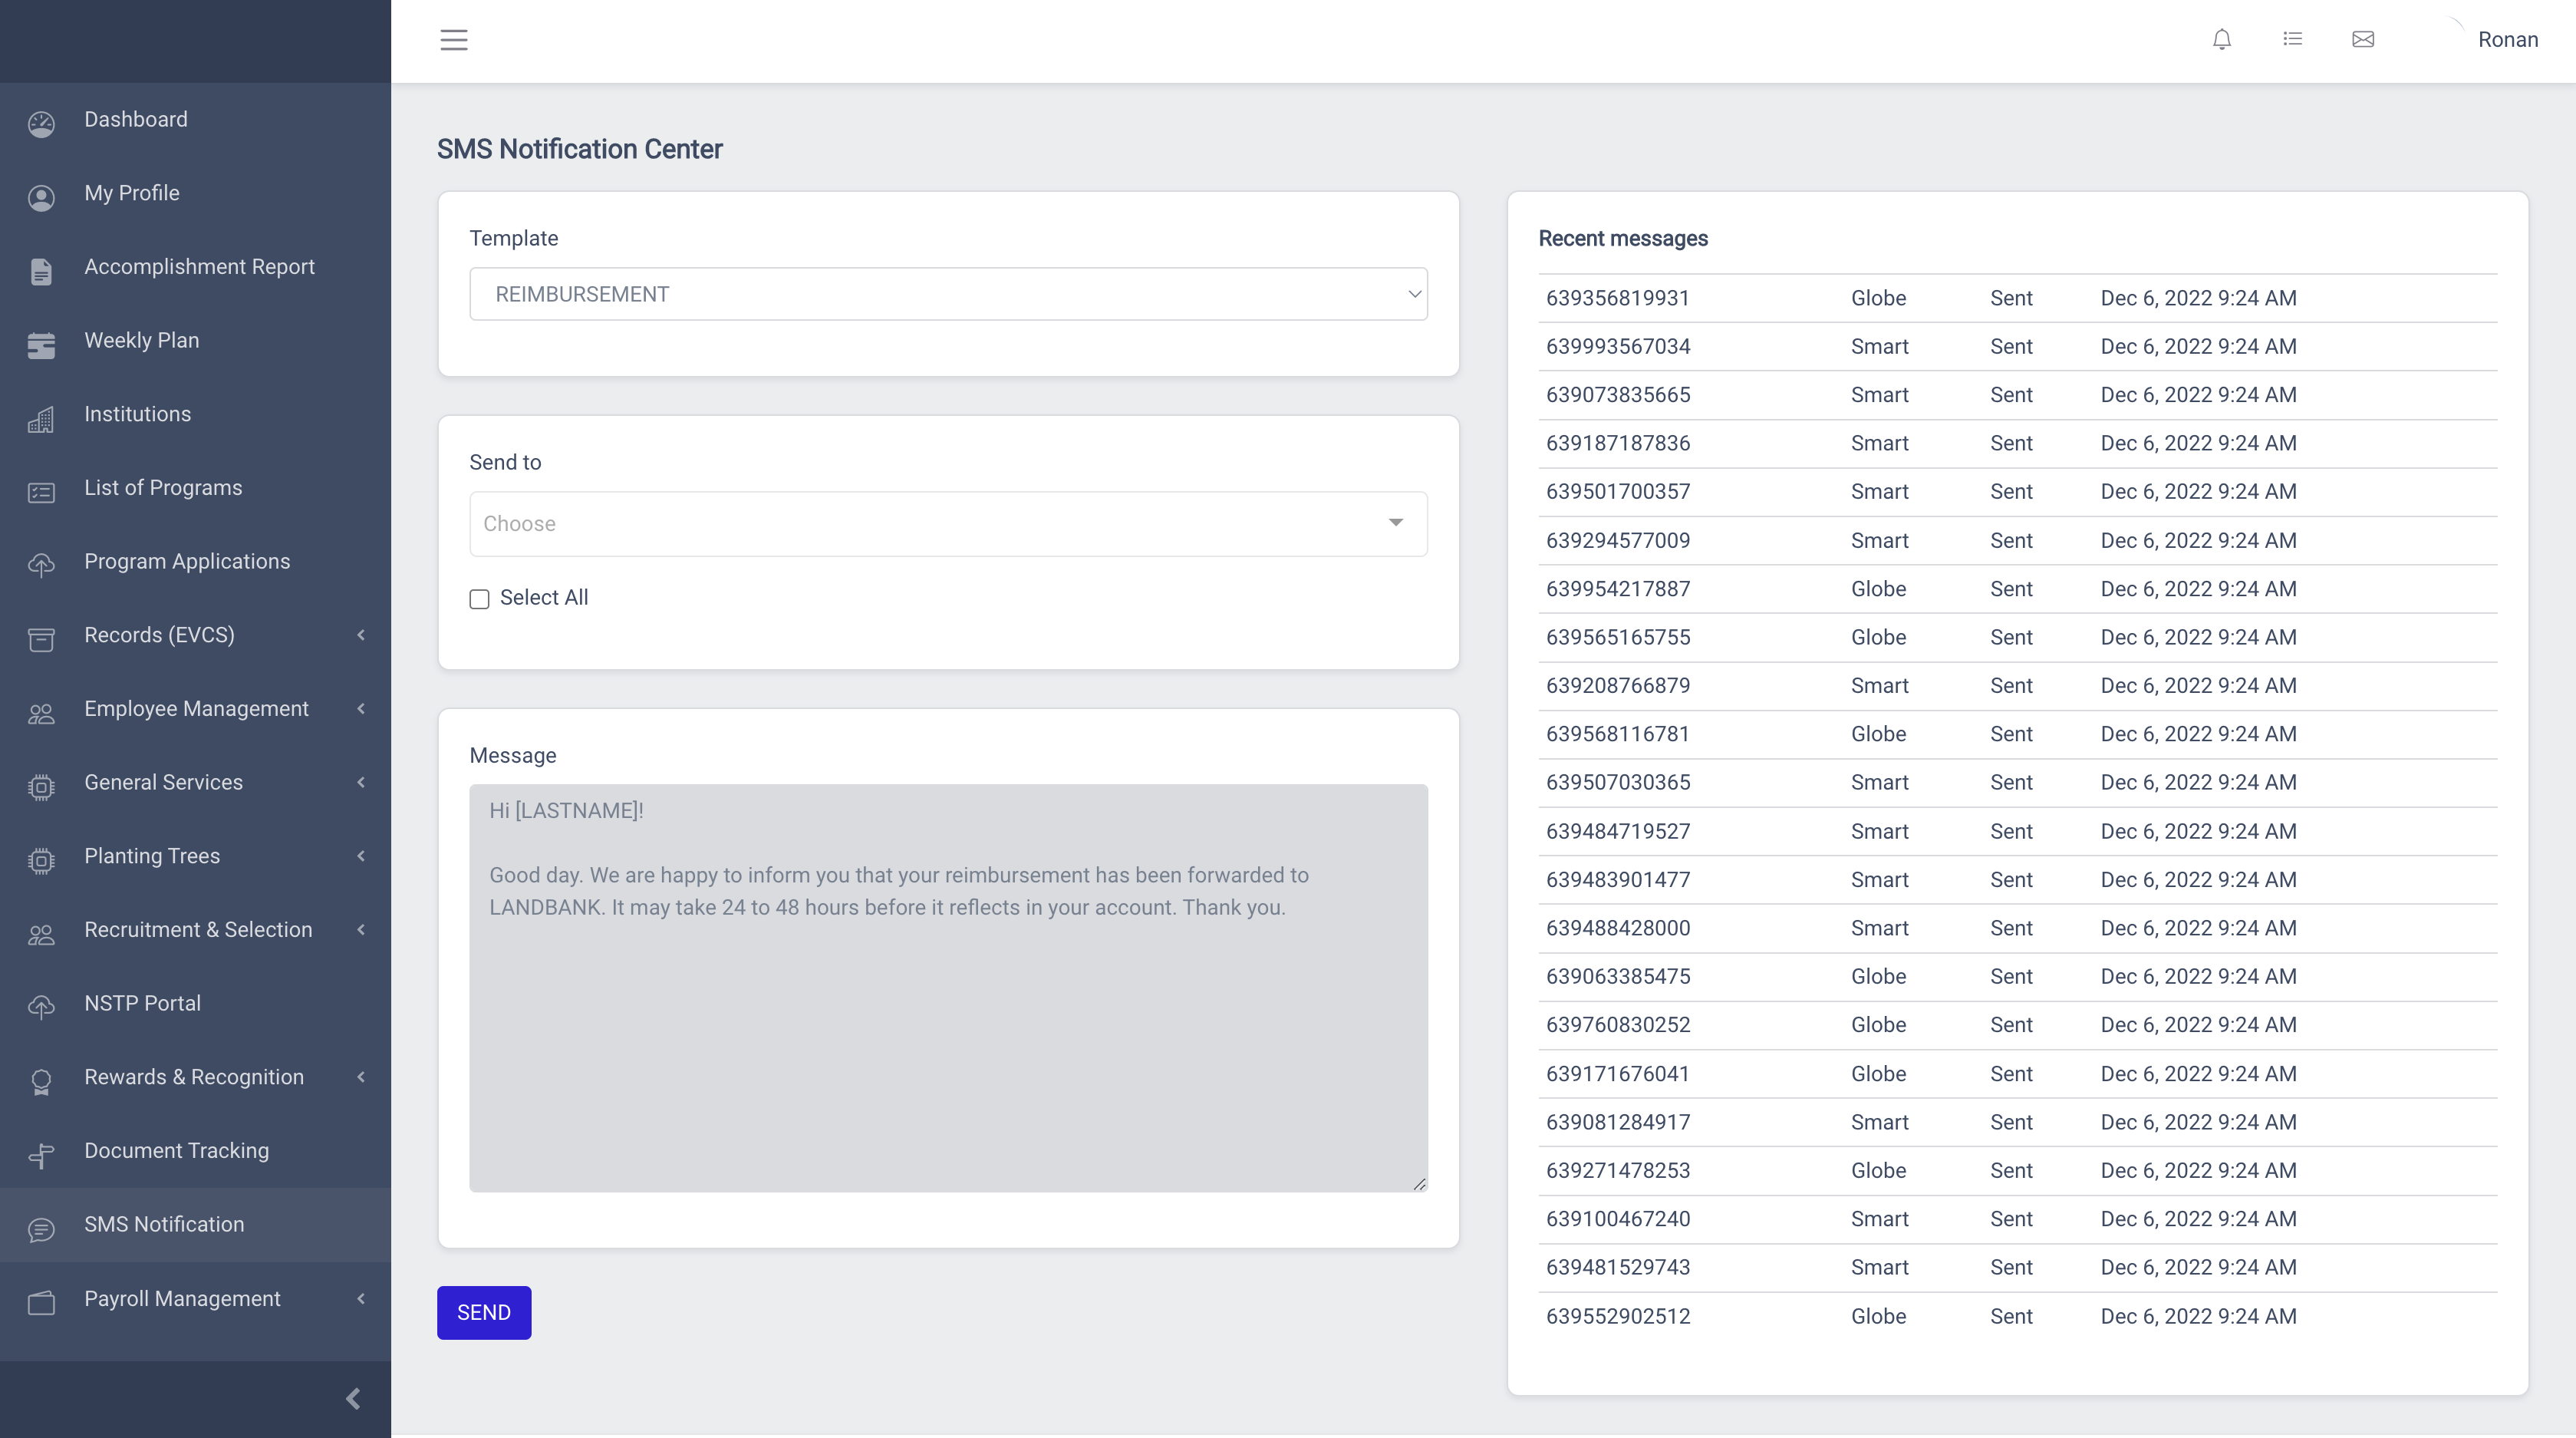 Ronan
Dashboard
My Profile
Accomplishment Report
Weekly Plan
Institutions
List of Programs
Program Applications
Records (EVCS)
Employee Management
General Services
Planting Trees
Recruitment & Selection
NSTP Portal
Rewards & Recognition
Document Tracking
SMS Notification
Payroll Management
SMS Notification Center
Template
REIMBURSEMENT
Send to
Choose
Select All
Message
Hi [LASTNAME]!
Good day. We are happy to inform you that your reimbursement has been forwarded to
LANDBANK. It may take 24 to 48 hours before it reflects in your account. Thank you.
SEND
Recent messages
639356819931 Globe Sent Dec 6, 2022 9:24 AM
639993567034 Smart Sent Dec 6, 2022 9:24 AM
639073835665 Smart Sent Dec 6, 2022 9:24 AM
639187187836 Smart Sent Dec 6, 2022 9:24 AM
639501700357 Smart Sent Dec 6, 2022 9:24 AM
639294577009 Smart Sent Dec 6, 2022 9:24 AM
639954217887 Globe Sent Dec 6, 2022 9:24 AM
639565165755 Globe Sent Dec 6, 2022 9:24 AM
639208766879 Smart Sent Dec 6, 2022 9:24 AM
639568116781 Globe Sent Dec 6, 2022 9:24 AM
639507030365 Smart Sent Dec 6, 2022 9:24 AM
639484719527 Smart Sent Dec 6, 2022 9:24 AM
639483901477 Smart Sent Dec 6, 2022 9:24 AM
639488428000 Smart Sent Dec 6, 2022 9:24 AM
639063385475 Globe Sent Dec 6, 2022 9:24 AM
639760830252 Globe Sent Dec 6, 2022 9:24 AM
639171676041 Globe Sent Dec 6, 2022 9:24 AM
639081284917 Smart Sent Dec 6, 2022 9:24 AM
639271478253 Globe Sent Dec 6, 2022 9:24 AM
639100467240 Smart Sent Dec 6, 2022 9:24 AM
639481529743 Smart Sent Dec 6, 2022 9:24 AM
639552902512 Globe Sent Dec 6, 2022 9:24 AM